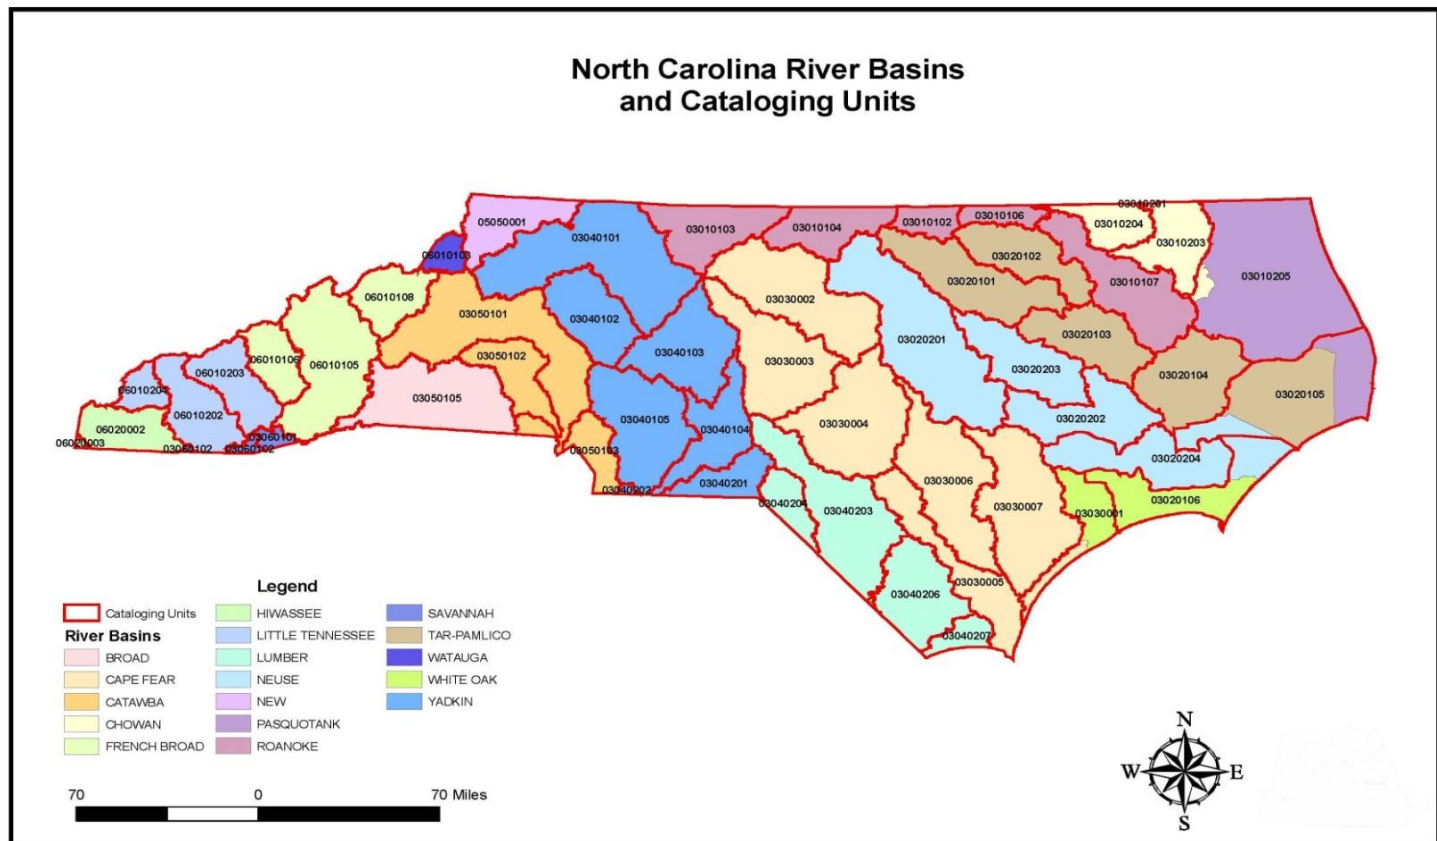 North Carolina River Basins
and Cataloging Units
05050001
03040101
03010103
03010104
03010102
03010106
03010201
03010204
03010203
03010205
06010103
03020102
03020101
03010107
06010108
03050101
03040102
03030002
03020201
03020103
06010106
06010105
03050102
03040103
03030003
03020203
03020104
03020105
06010204
06010203
06010202
03050105
03040105
03040104
03030004
03020202
06020002
06020003
03060102
03060101
03060102
03050103
03040202
03040201
03020204
03040204
03040203
03030006
03030007
03030001
03020106
03040206
03030005
03040207
Legend
Cataloging Units
River Basins
BROAD
CAPE FEAR
CATAWBA
CHOWAN
FRENCH BROAD
HIWASSEE
LITTLE TENNESSEE
LUMBER
NEUSE
NEW
PASQUOTANK
ROANOKE
SAVANNAH
TAR-PAMLICO
WATAUGA
WHITE OAK
YADKIN
70 0 70 Miles
N
W E
S